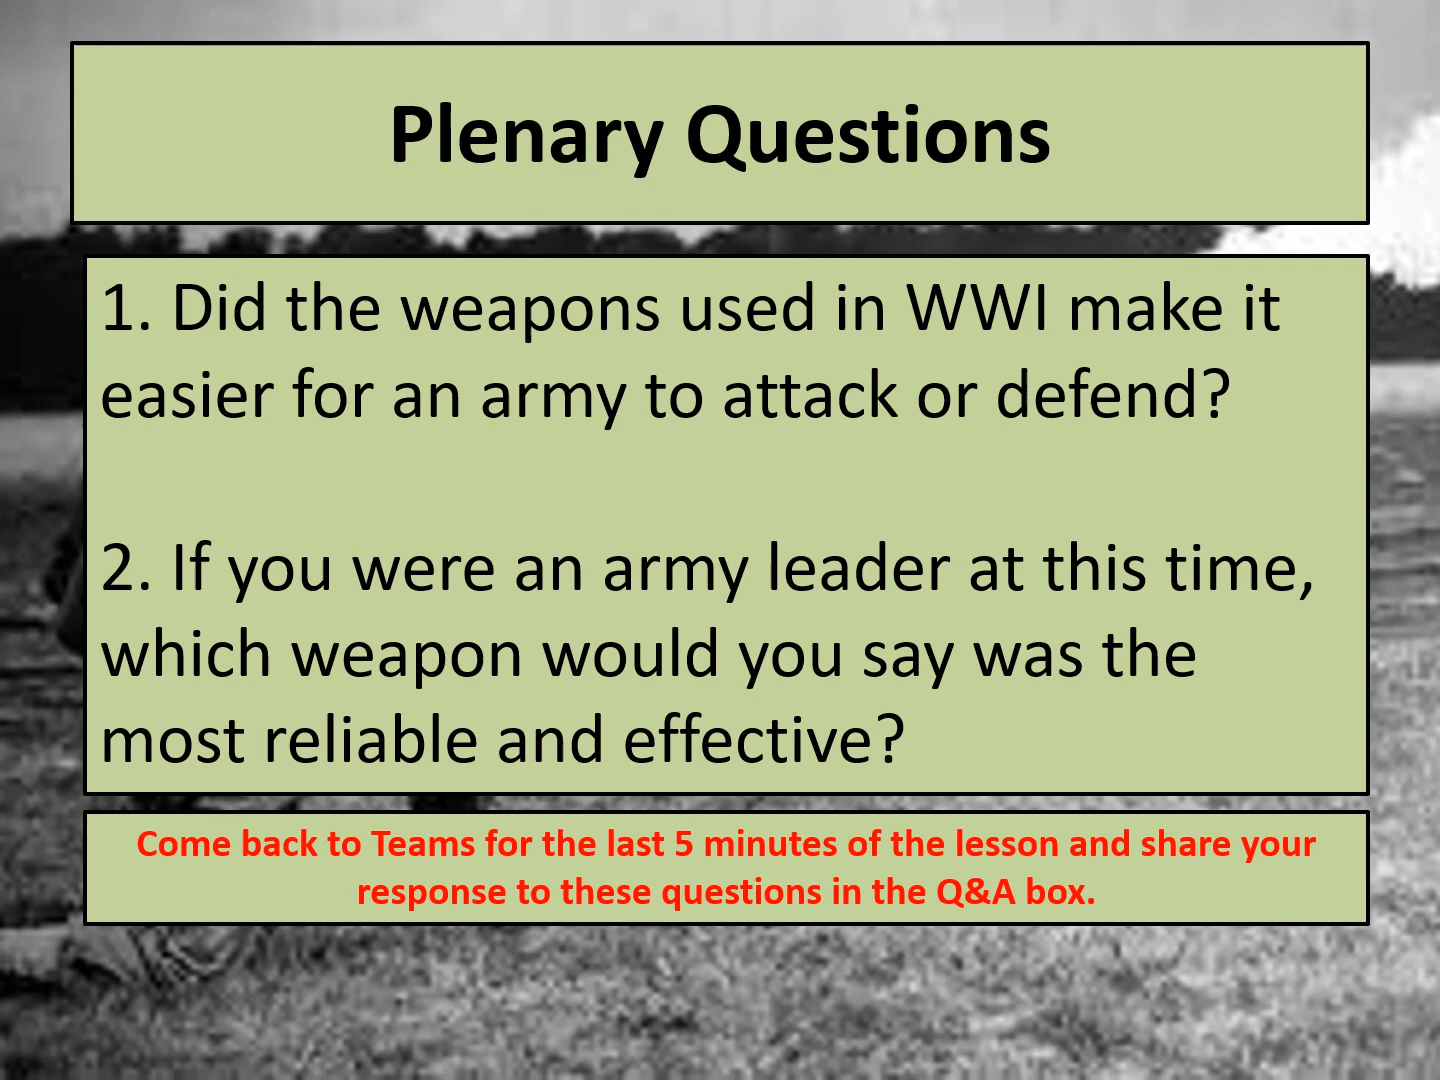 Plenary Questions
1. Did the weapons used in WWI make it
easier for an army to attack or defend?
2. If you were an army leader at this time,
which weapon would you say was the
most reliable and effective?
Come back to Teams for the last 5 minutes of the lesson and share your
response to these questions in the Q&A box.